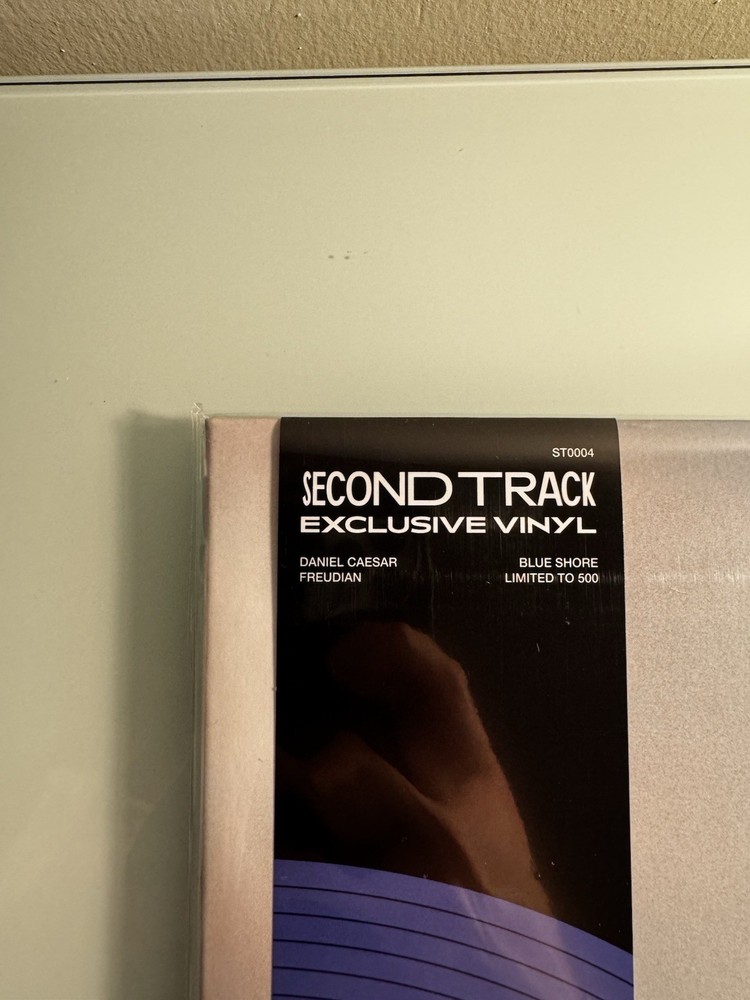 ST0004
SECOND TRACK
EXCLUSIVE VINYL
DANIEL CAESAR
FREUDIAN
BLUE SHORE
LIMITED TO 500